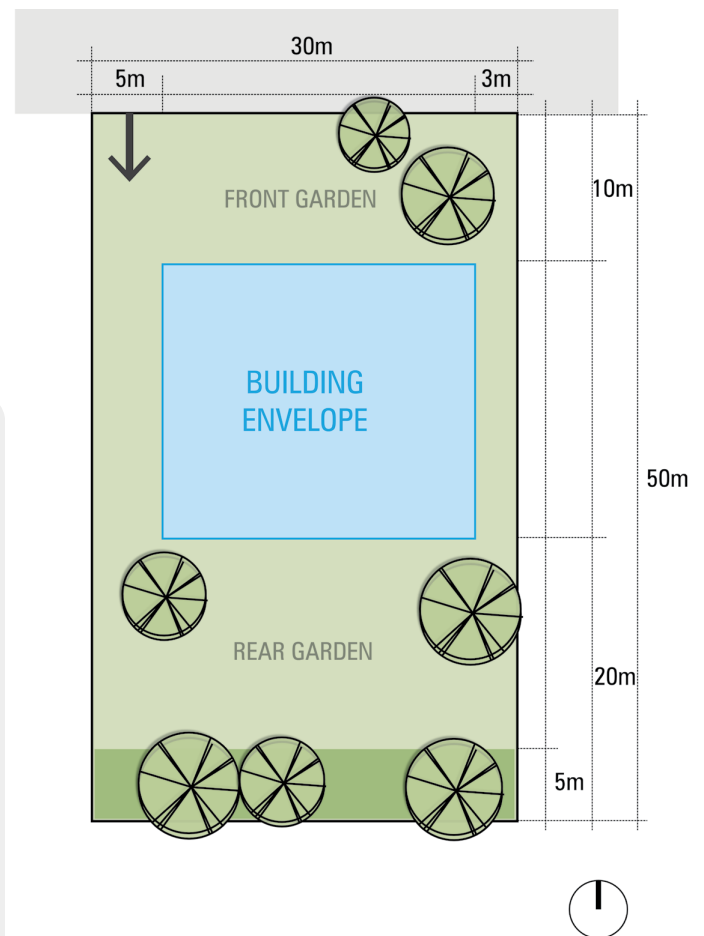 30m
5m
3m
FRONT GARDEN
10m
BUILDING
ENVELOPE
50m
REAR GARDEN
20m
5m